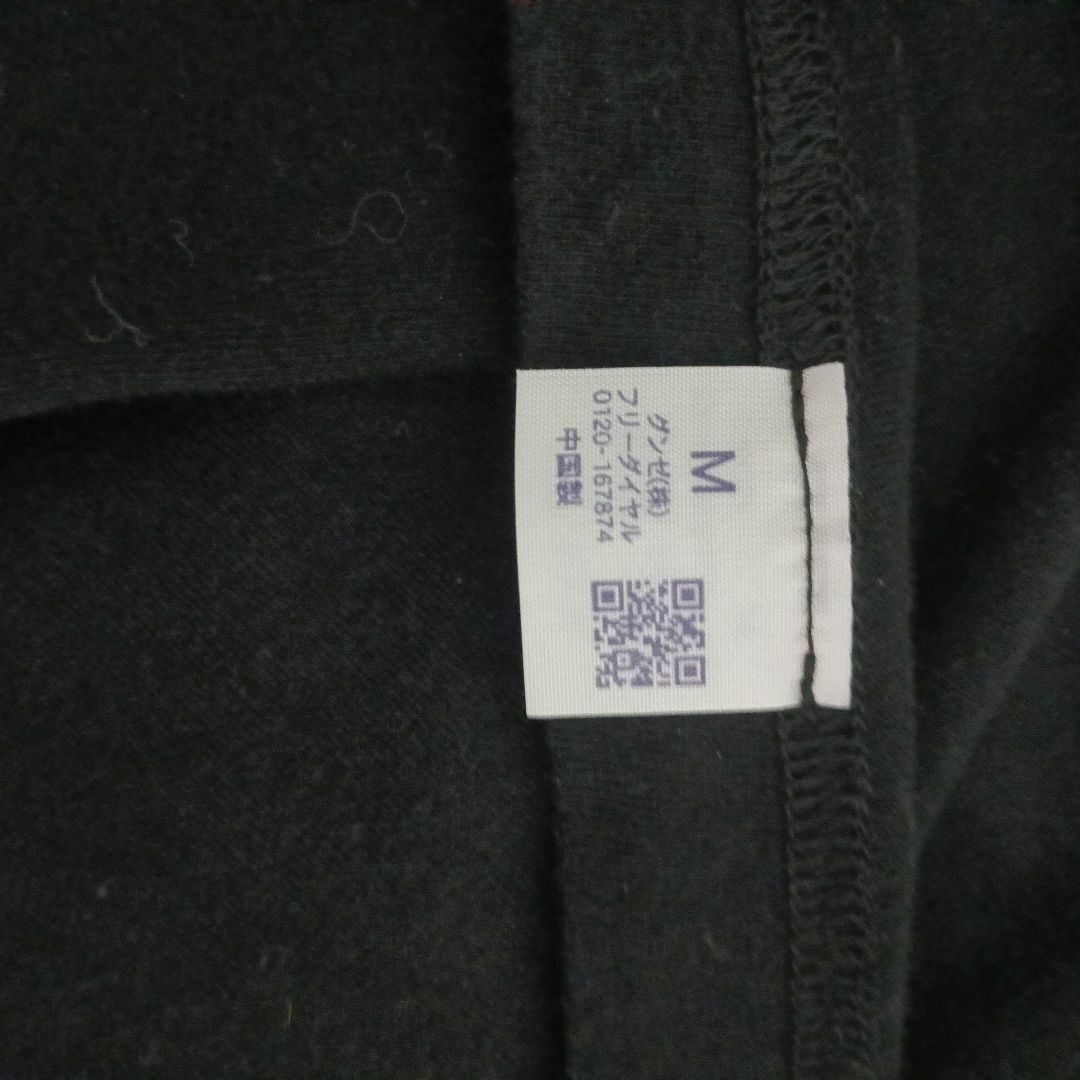 M
グンゼ(株)
フリーダイヤル
0120-167874
中国製